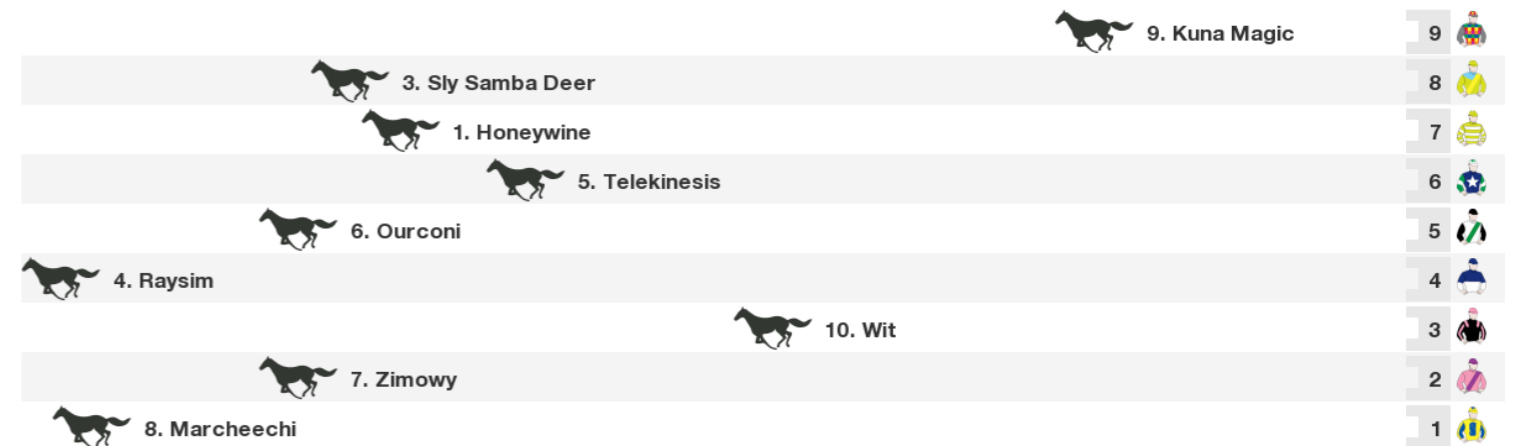 9. Kuna Magic 9
3. Sly Samba Deer 8
1. Honeywine 7
5. Telekinesis 6
6. Ourconi 5
4. Raysim 4
10. Wit 3
7. Zimowy 2
8. Marcheechi 1